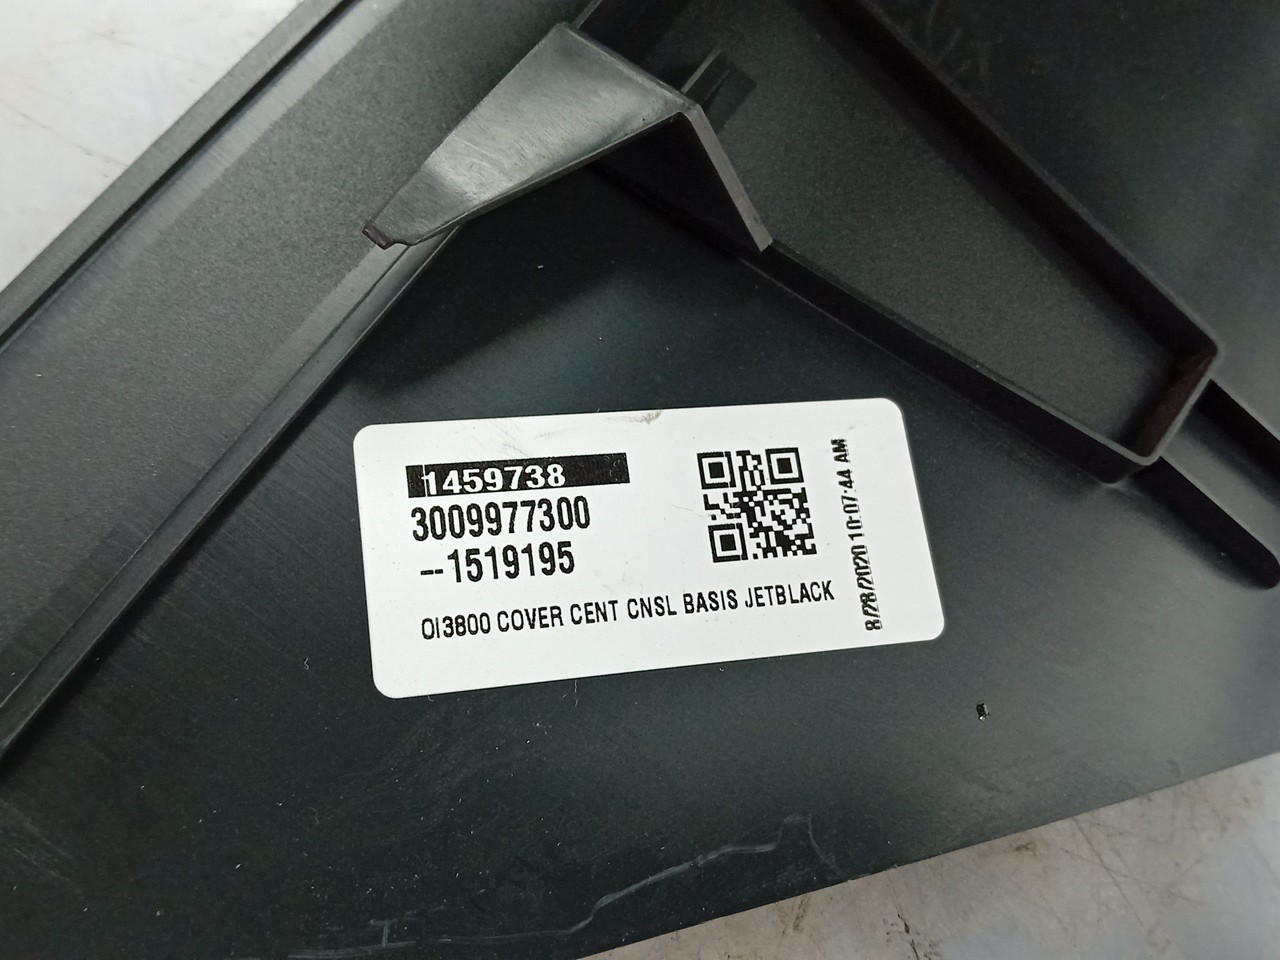 1459738
3009977300
--1519195
OI3800 COVER CENT CNSL BASIS JETBLACK
8/28/2020 10:07:44 AM